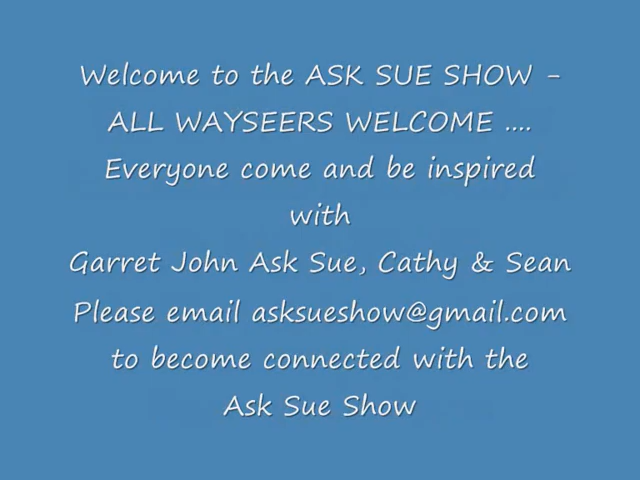 Welcome to the ASK SUE SHOW -
ALL WAYSEERS WELCOME ....
Everyone come and be inspired
with
Garret John Ask Sue, Cathy & Sean
Please email asksueshow@gmail.com
to become connected with the
Ask Sue Show